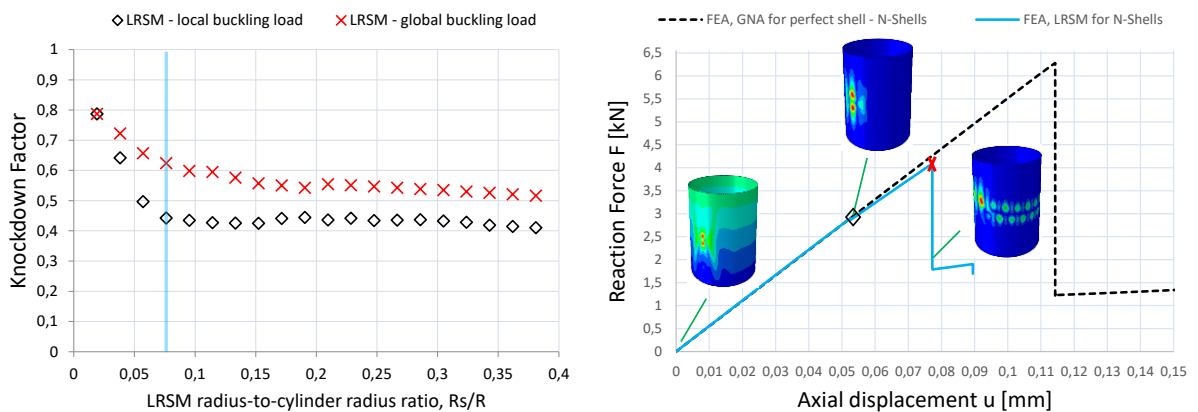 LRSM - local buckling load
LRSM - global buckling load
Knockdown Factor
1
0,9
0,8
0,7
0,6
0,5
0,4
0,3
0,2
0,1
0
0 0,05 0,1 0,15 0,2 0,25 0,3 0,35 0,4
LRSM radius-to-cylinder radius ratio, Rs/R
FEA, GNA for perfect shell - N-Shells
FEA, LRSM for N-Shells
Reaction Force F [kN]
6,5
6
5,5
5
4,5
4
3,5
3
2,5
2
1,5
1
0,5
0
0 0,01 0,02 0,03 0,04 0,05 0,06 0,07 0,08 0,09 0,10 0,11 0,12 0,13 0,14 0,15
Axial displacement u [mm]